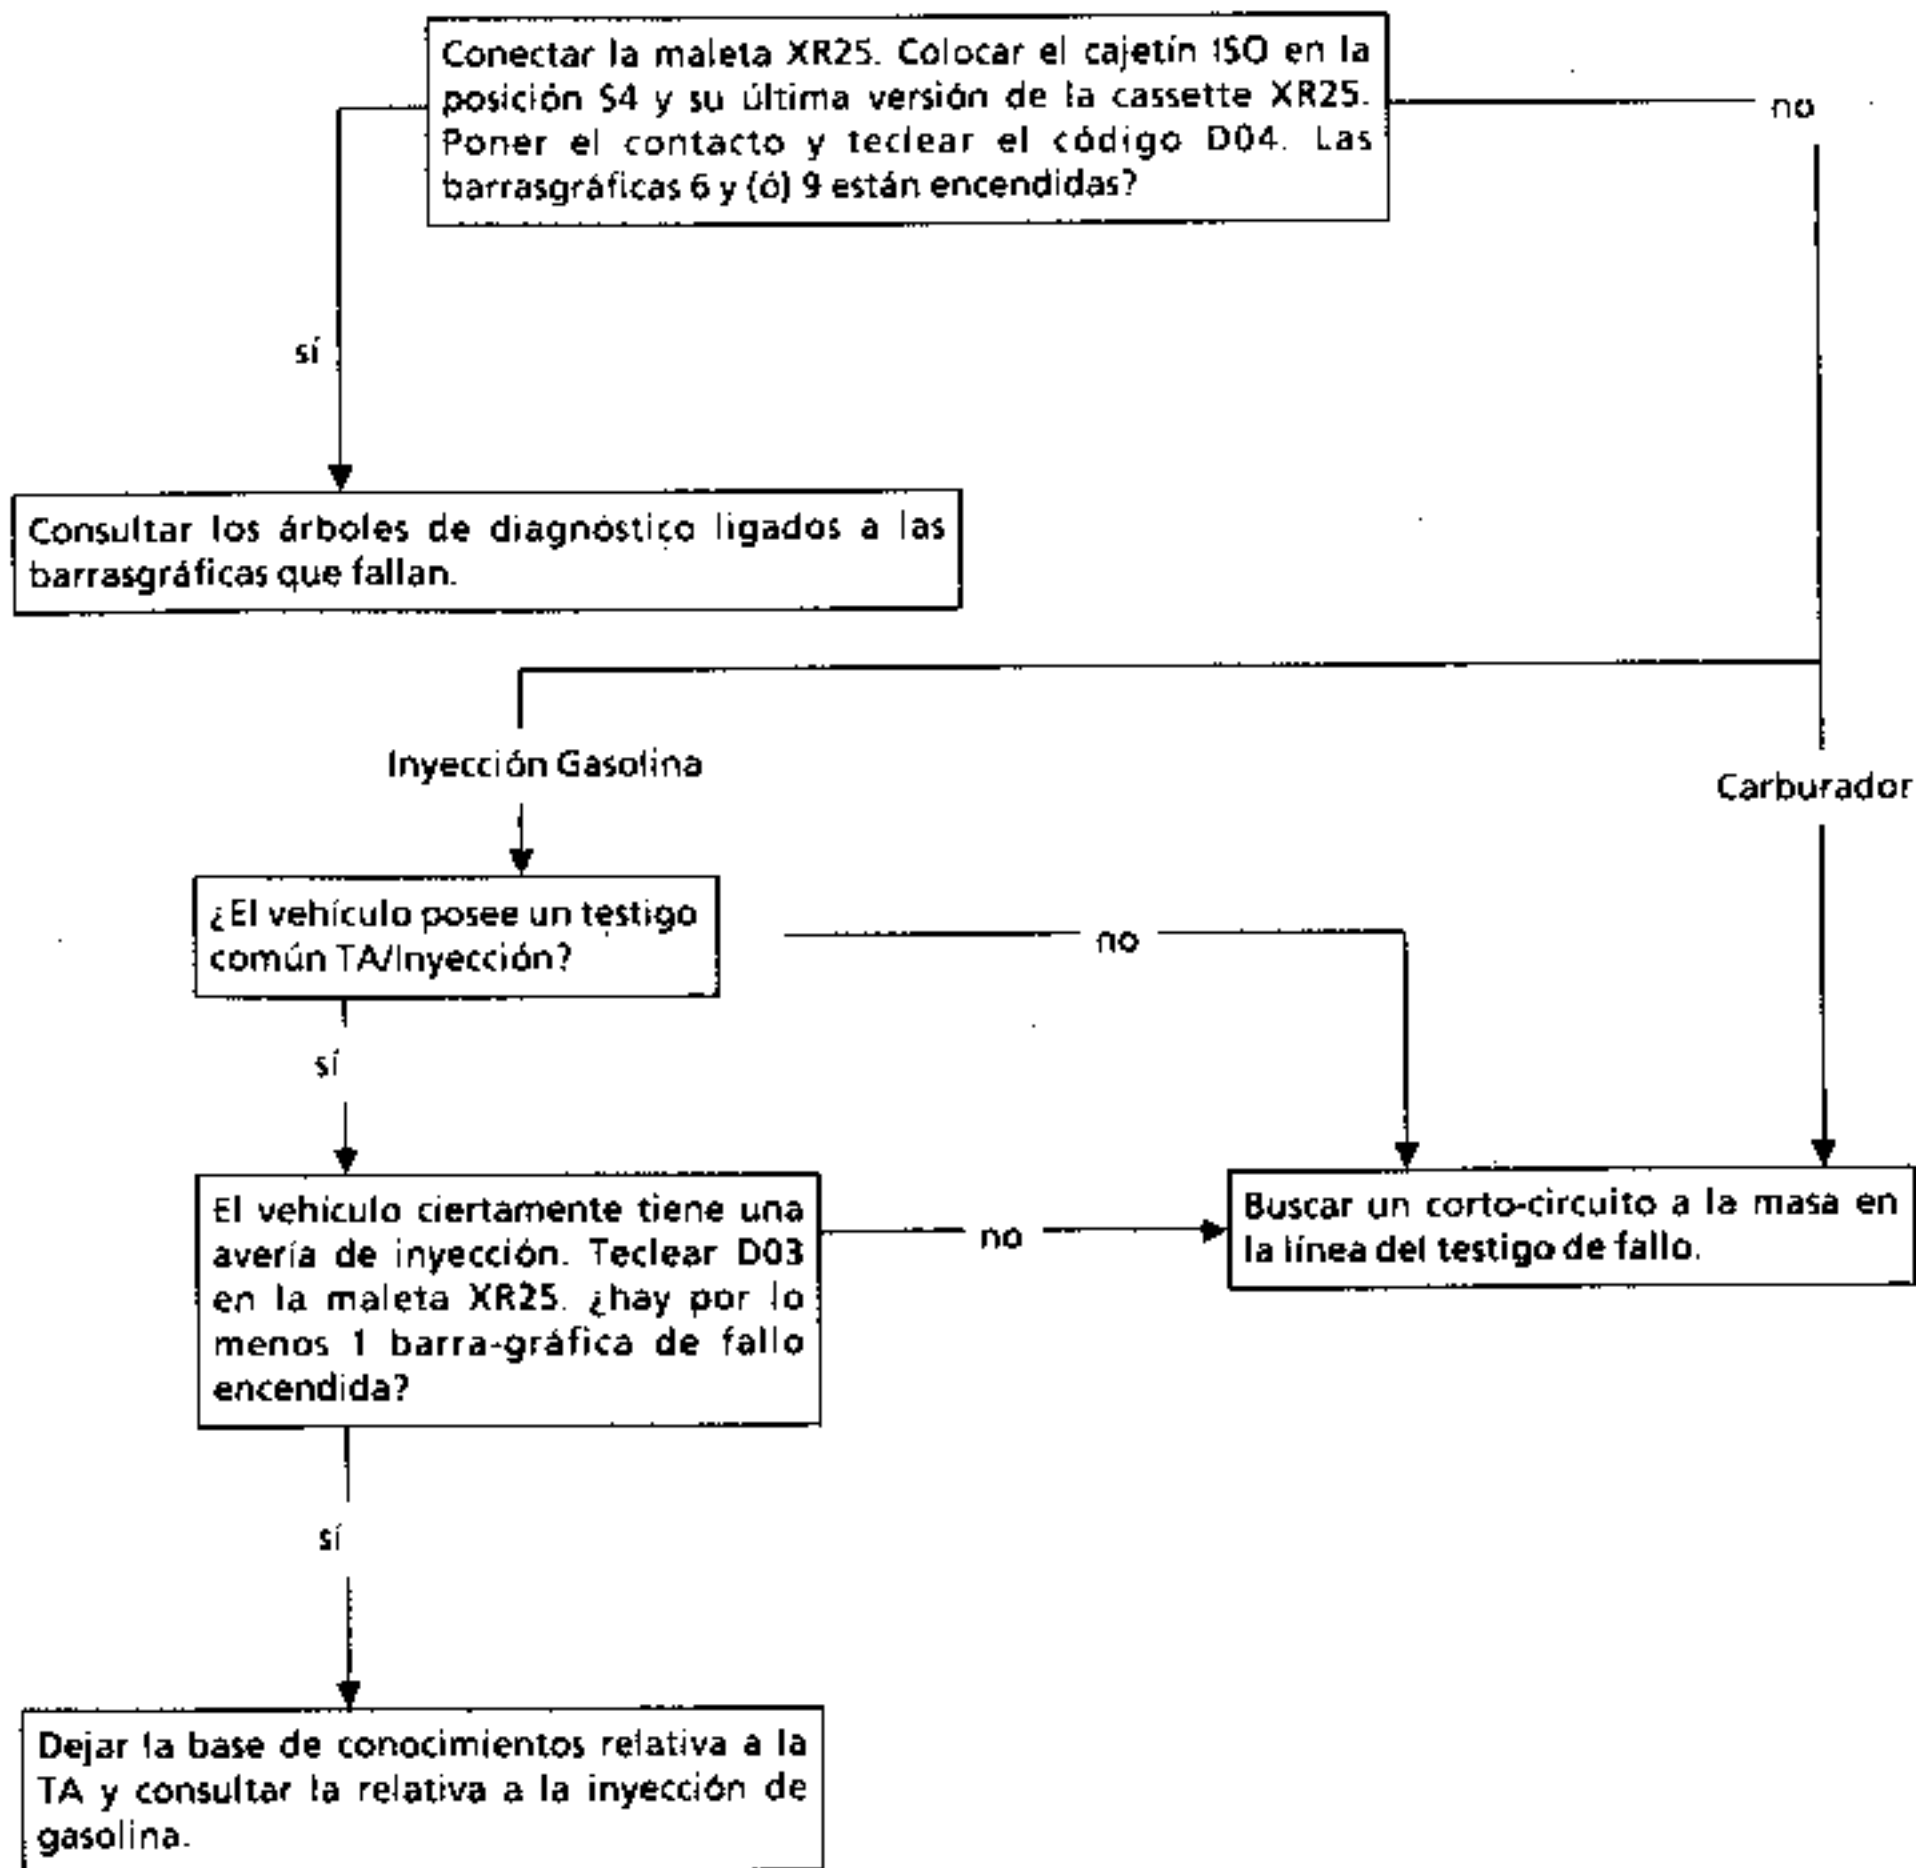 Conectar la maleta XR25. Colocar el cajetín ISO en la
posición S4 y su última versión de la cassette XR25.
Poner el contacto y teclear el código D04. Las
barrasgráficas 6 y (ó) 9 están encendidas?
no
sí
Consultar los árboles de diagnóstico ligados a las
barrasgráficas que fallan.
Inyección Gasolina
Carburador
¿El vehículo posee un testigo
común TA/Inyección?
no
sí
El vehículo ciertamente tiene una
avería de inyección. Teclear D03
en la maleta XR25. ¿hay por lo
menos 1 barra-gráfica de fallo
encendida?
no
Buscar un corto-circuito a la masa en
la línea del testigo de fallo.
sí
Dejar la base de conocimientos relativa a la
TA y consultar la relativa a la inyección de
gasolina.